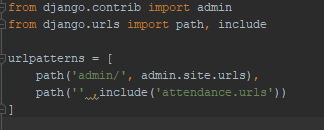 from django.contrib import admin
from django.urls import path, include
urlpatterns = [
path('admin/', admin.site.urls),
path('' ,include('attendance.urls'))
]